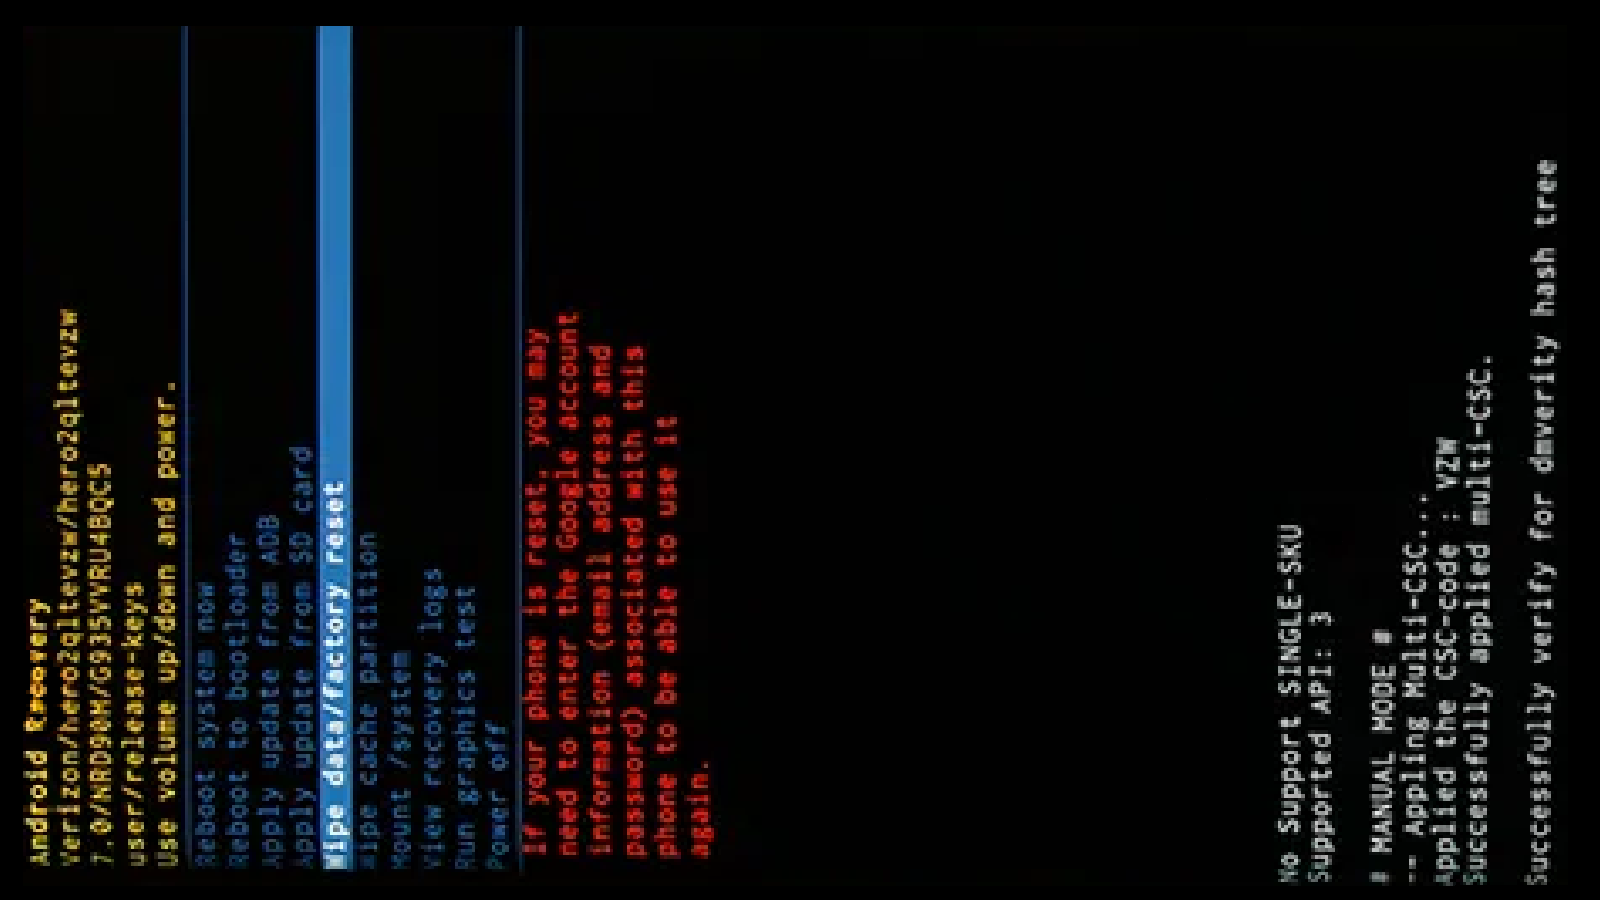 Android Recovery
Verizon/hero2qltevzw/hero2qltevzw
7.0/NRD90M/G935VVRU4BQC5
user/release-keys
Use volume up/down and power.
Reboot system now
Reboot to bootloader
Apply update from ADB
Apply update from SD card
Wipe data/factory reset
Wipe cache partition
Mount /system
View recovery logs
Run graphics test
Power off
If your phone is reset, you may
need to enter the Google account
information (email address and
password) associated with this
phone to be able to use it
again.
No Support SINGLE-SKU
Supported API: 3
# MANUAL MODE #
-- Appling Multi-CSC...
Applied the CSC-code : VZW
Successfully applied multi-CSC.
Successfully verify for dmverity hash tree